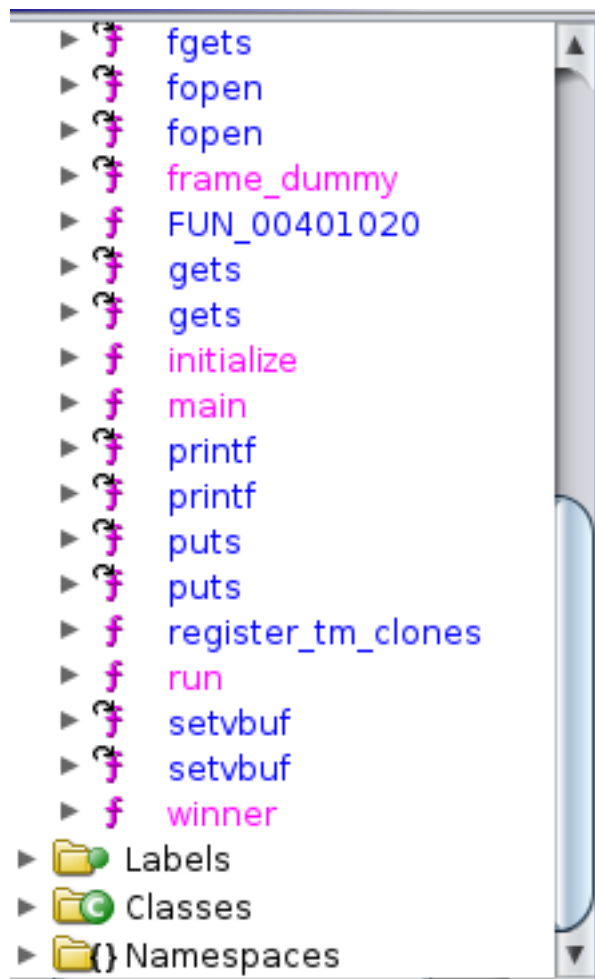 fgets
fopen
fopen
frame_dummy
FUN_00401020
gets
gets
initialize
main
printf
printf
puts
puts
register_tm_clones
run
setvbuf
setvbuf
winner
Labels
Classes
Namespaces